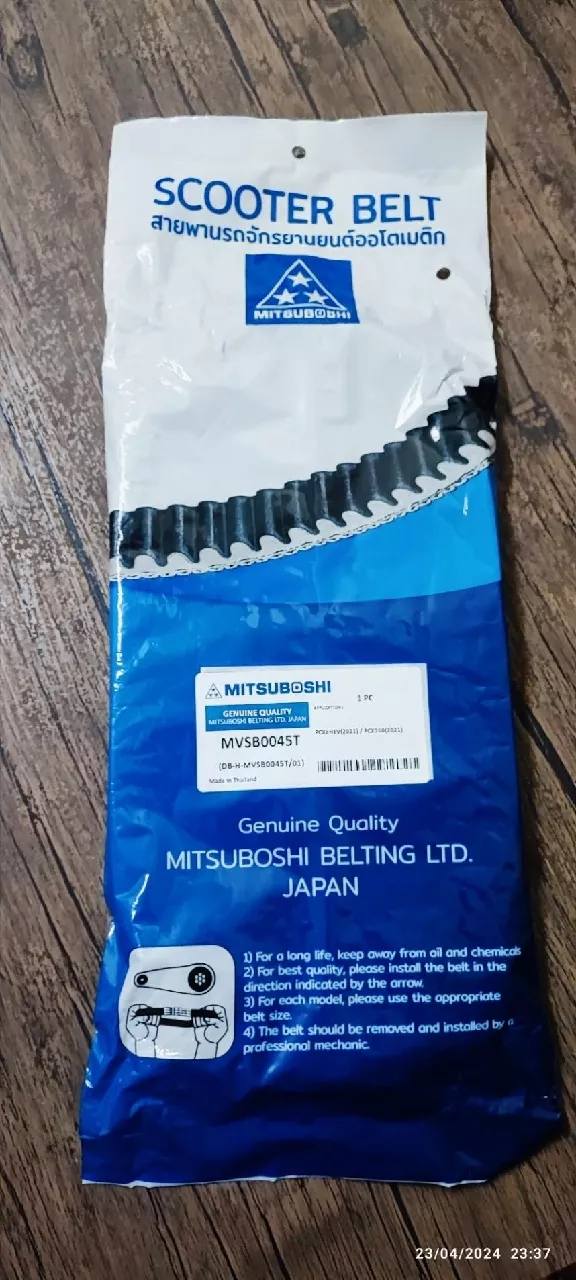 SCOOTER BELT
สายพานรถจักรยานยนต์ออโตเมติก
MITSUBOSHI
MITSUBOSHI
GENUINE QUALITY
MITSUBOSHI BELTING LTD. JAPAN
APPLICATION :
1 PC
MVSB0045T
(DB-H-MVSB0045T/01)
Made in Thailand
Genuine Quality
MITSUBOSHI BELTING LTD.
JAPAN
1) For a long life, keep away from oil and chemicals
2) For best quality, please install the belt in the
direction indicated by the arrow.
3) For each model, please use the appropriate
belt size.
4) The belt should be removed and installed by a
professional mechanic.
23/04/2024 23:37